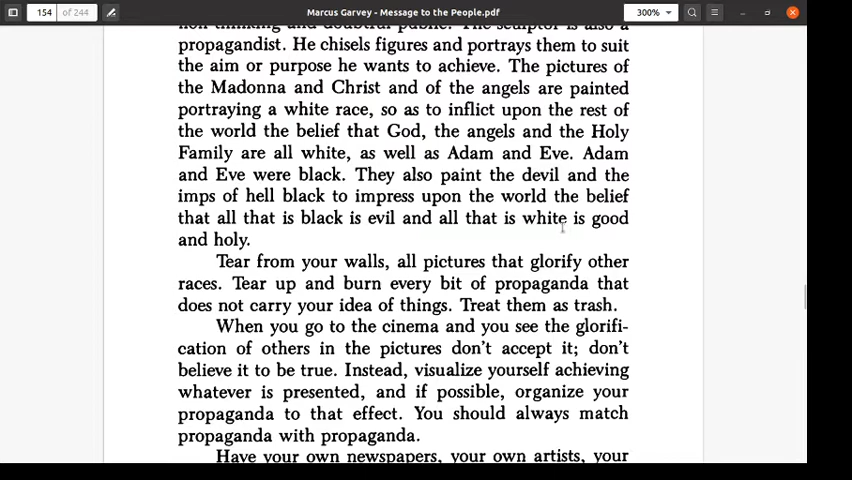 154 of 244
Marcus Garvey - Message to the People.pdf
300%
non thinking and doubtful public. The sculptor is also a
propagandist. He chisels figures and portrays them to suit
the aim or purpose he wants to achieve. The pictures of
the Madonna and Christ and of the angels are painted
portraying a white race, so as to inflict upon the rest of
the world the belief that God, the angels and the Holy
Family are all white, as well as Adam and Eve. Adam
and Eve were black. They also paint the devil and the
imps of hell black to impress upon the world the belief
that all that is black is evil and all that is white is good
and holy.
Tear from your walls, all pictures that glorify other
races. Tear up and burn every bit of propaganda that
does not carry your idea of things. Treat them as trash.
When you go to the cinema and you see the glorifi-
cation of others in the pictures don't accept it; don't
believe it to be true. Instead, visualize yourself achieving
whatever is presented, and if possible, organize your
propaganda to that effect. You should always match
propaganda with propaganda.
Have your own newspapers, your own artists, your